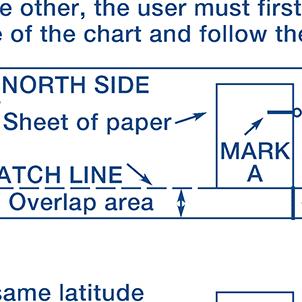 e other, the user must first
e of the chart and follow the
NORTH SIDE
Sheet of paper
MARK
A
ATCH LINE
Overlap area
same latitude